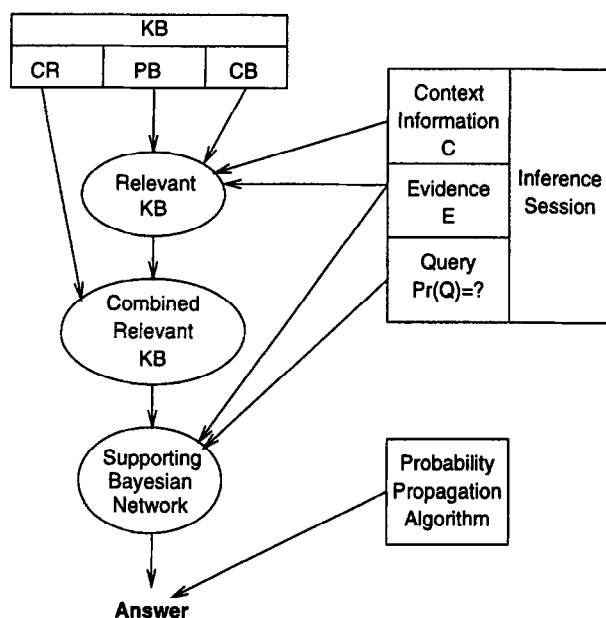 KB
CR PB CB
Relevant
KB
Combined
Relevant
KB
Supporting
Bayesian
Network
Answer
Context
Information
C
Evidence
E
Query
Pr(Q)=?
Inference
Session
Probability
Propagation
Algorithm